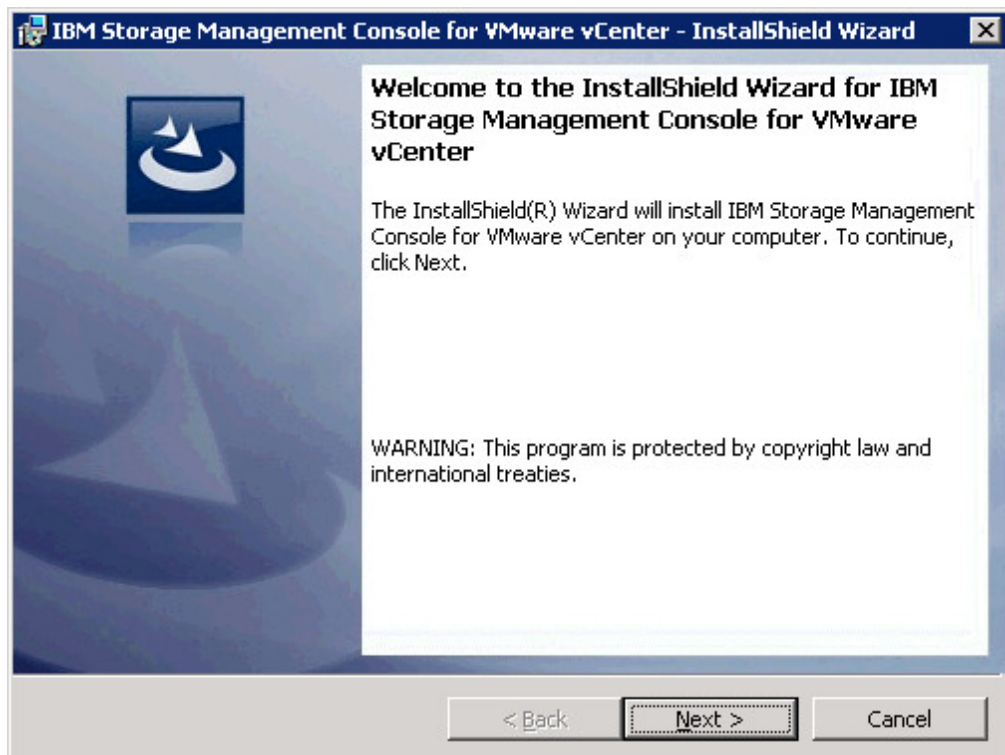 IBM Storage Management Console for VMware vCenter - InstallShield Wizard
Welcome to the InstallShield Wizard for IBM
Storage Management Console for VMware
vCenter
The InstallShield(R) Wizard will install IBM Storage Management
Console for VMware vCenter on your computer. To continue,
click Next.
WARNING: This program is protected by copyright law and
international treaties.
< Back
Next >
Cancel